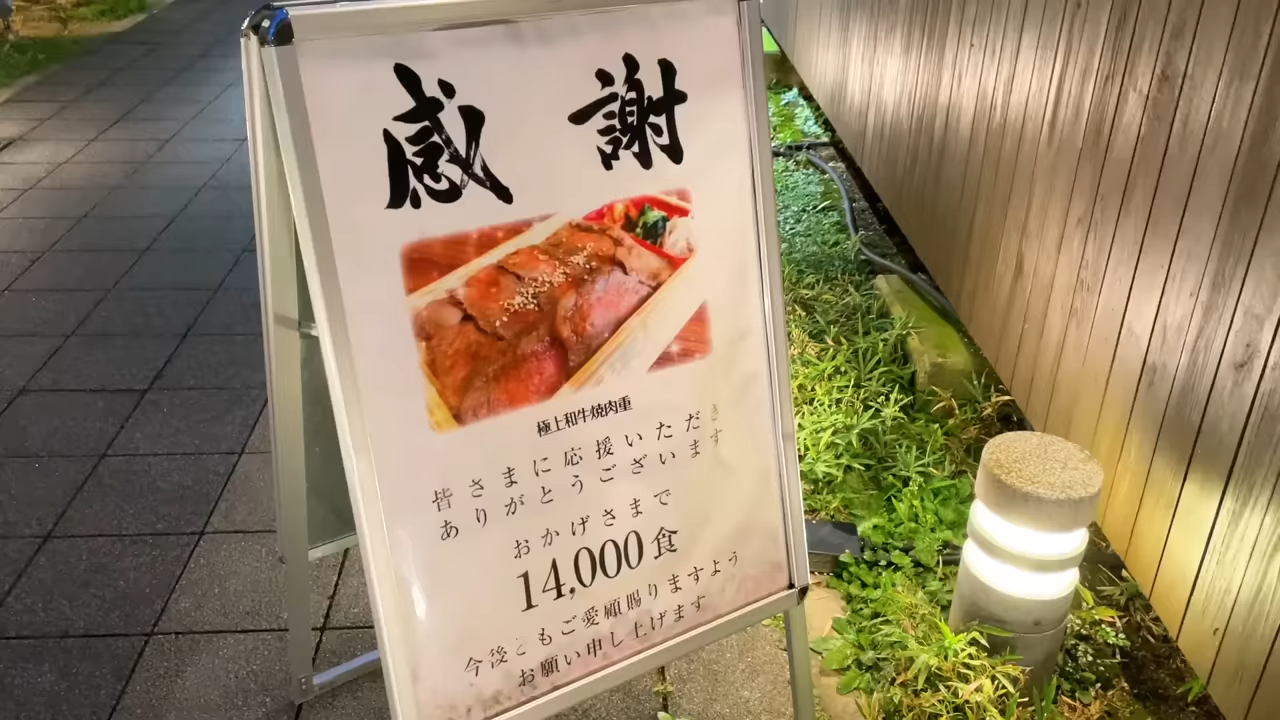 感 謝
極上和牛焼肉重
皆さまに応援いただき
ありがとうございます
おかげさまで
14,000食
今後ともご愛顧賜りますよう
お願い申し上げます